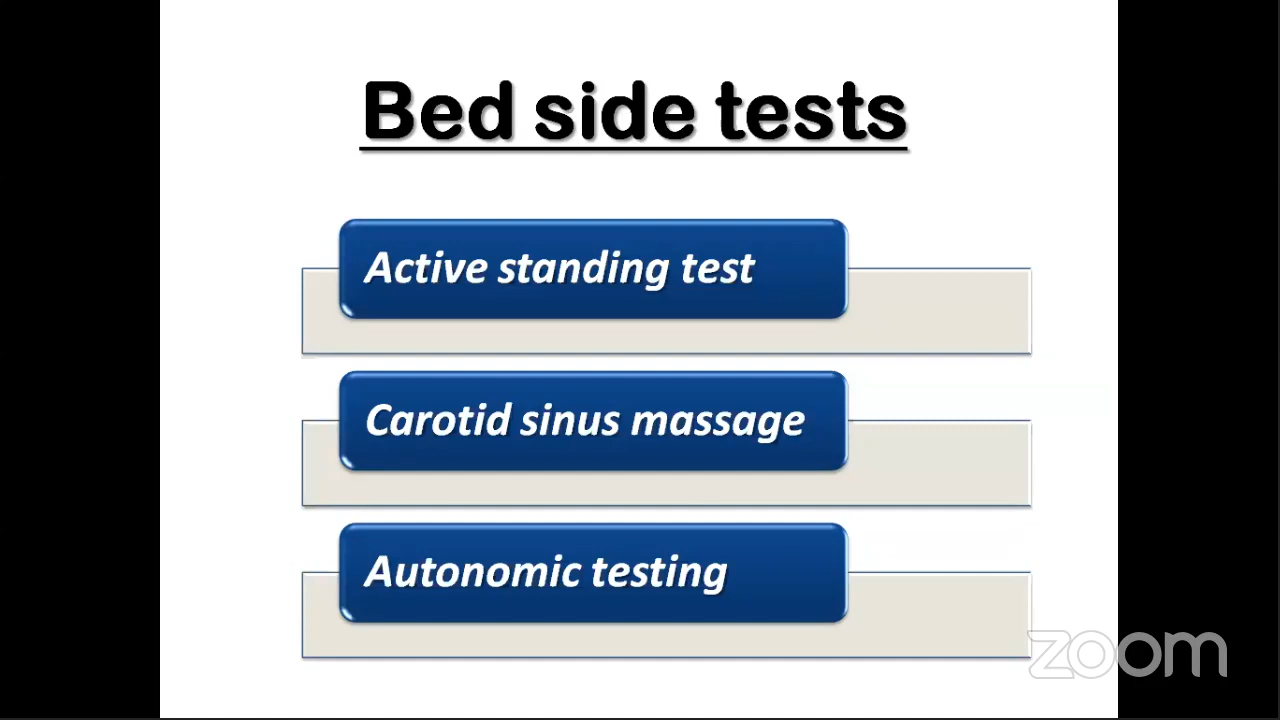 Bed side tests
Active standing test
Carotid sinus massage
Autonomic testing
zoom